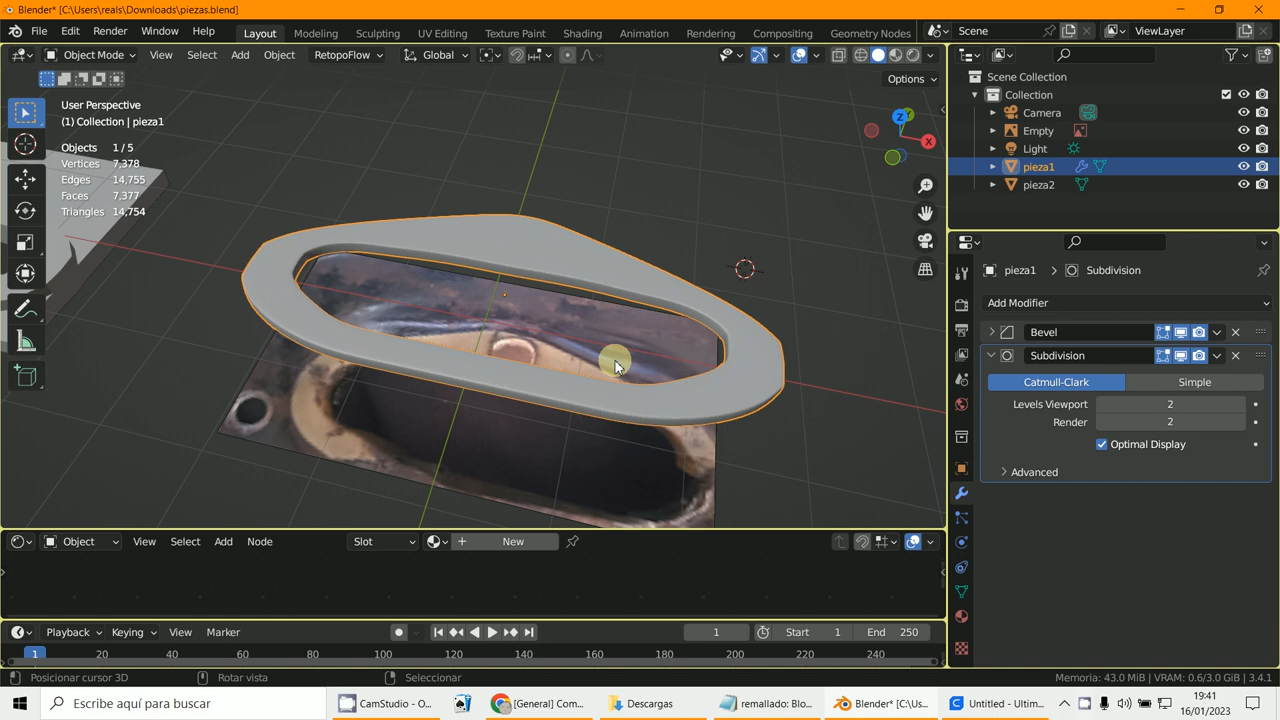 Blender* [C:\Users\reals\Downloads\piezas.blend]
File Edit Render Window Help Layout Modeling Sculpting UV Editing Texture Paint Shading Animation Rendering Compositing Geometry Nodes Scene ViewLayer
Object Mode View Select Add Object RetopoFlow Global
Options
User Perspective
(1) Collection | pieza1
Objects 1/5
Vertices 7,378
Edges 14,755
Faces 7,377
Triangles 14,754
Z
Y
X
Scene Collection
Collection
Camera
Empty
Light
pieza1
pieza2
pieza1 > Subdivision
Add Modifier
Bevel
Subdivision
Catmull-Clark Simple
Levels Viewport 2
Render 2
Optimal Display
Advanced
Object View Select Add Node Slot New
Playback Keying View Marker 1 Start 1 End 250
1 20 40 60 80 100 120 140 160 180 200 220 240
Posicionar cursor 3D Rotar vista Seleccionar Memoria: 43.0 MiB | VRAM: 0.6/3.0 GiB | 3.4.1
Escribe aquí para buscar CamStudio - O... [General] Com... Descargas remallado: Blo... Blender* [C:\Us... Untitled - Ultim...
19:41
16/01/2023